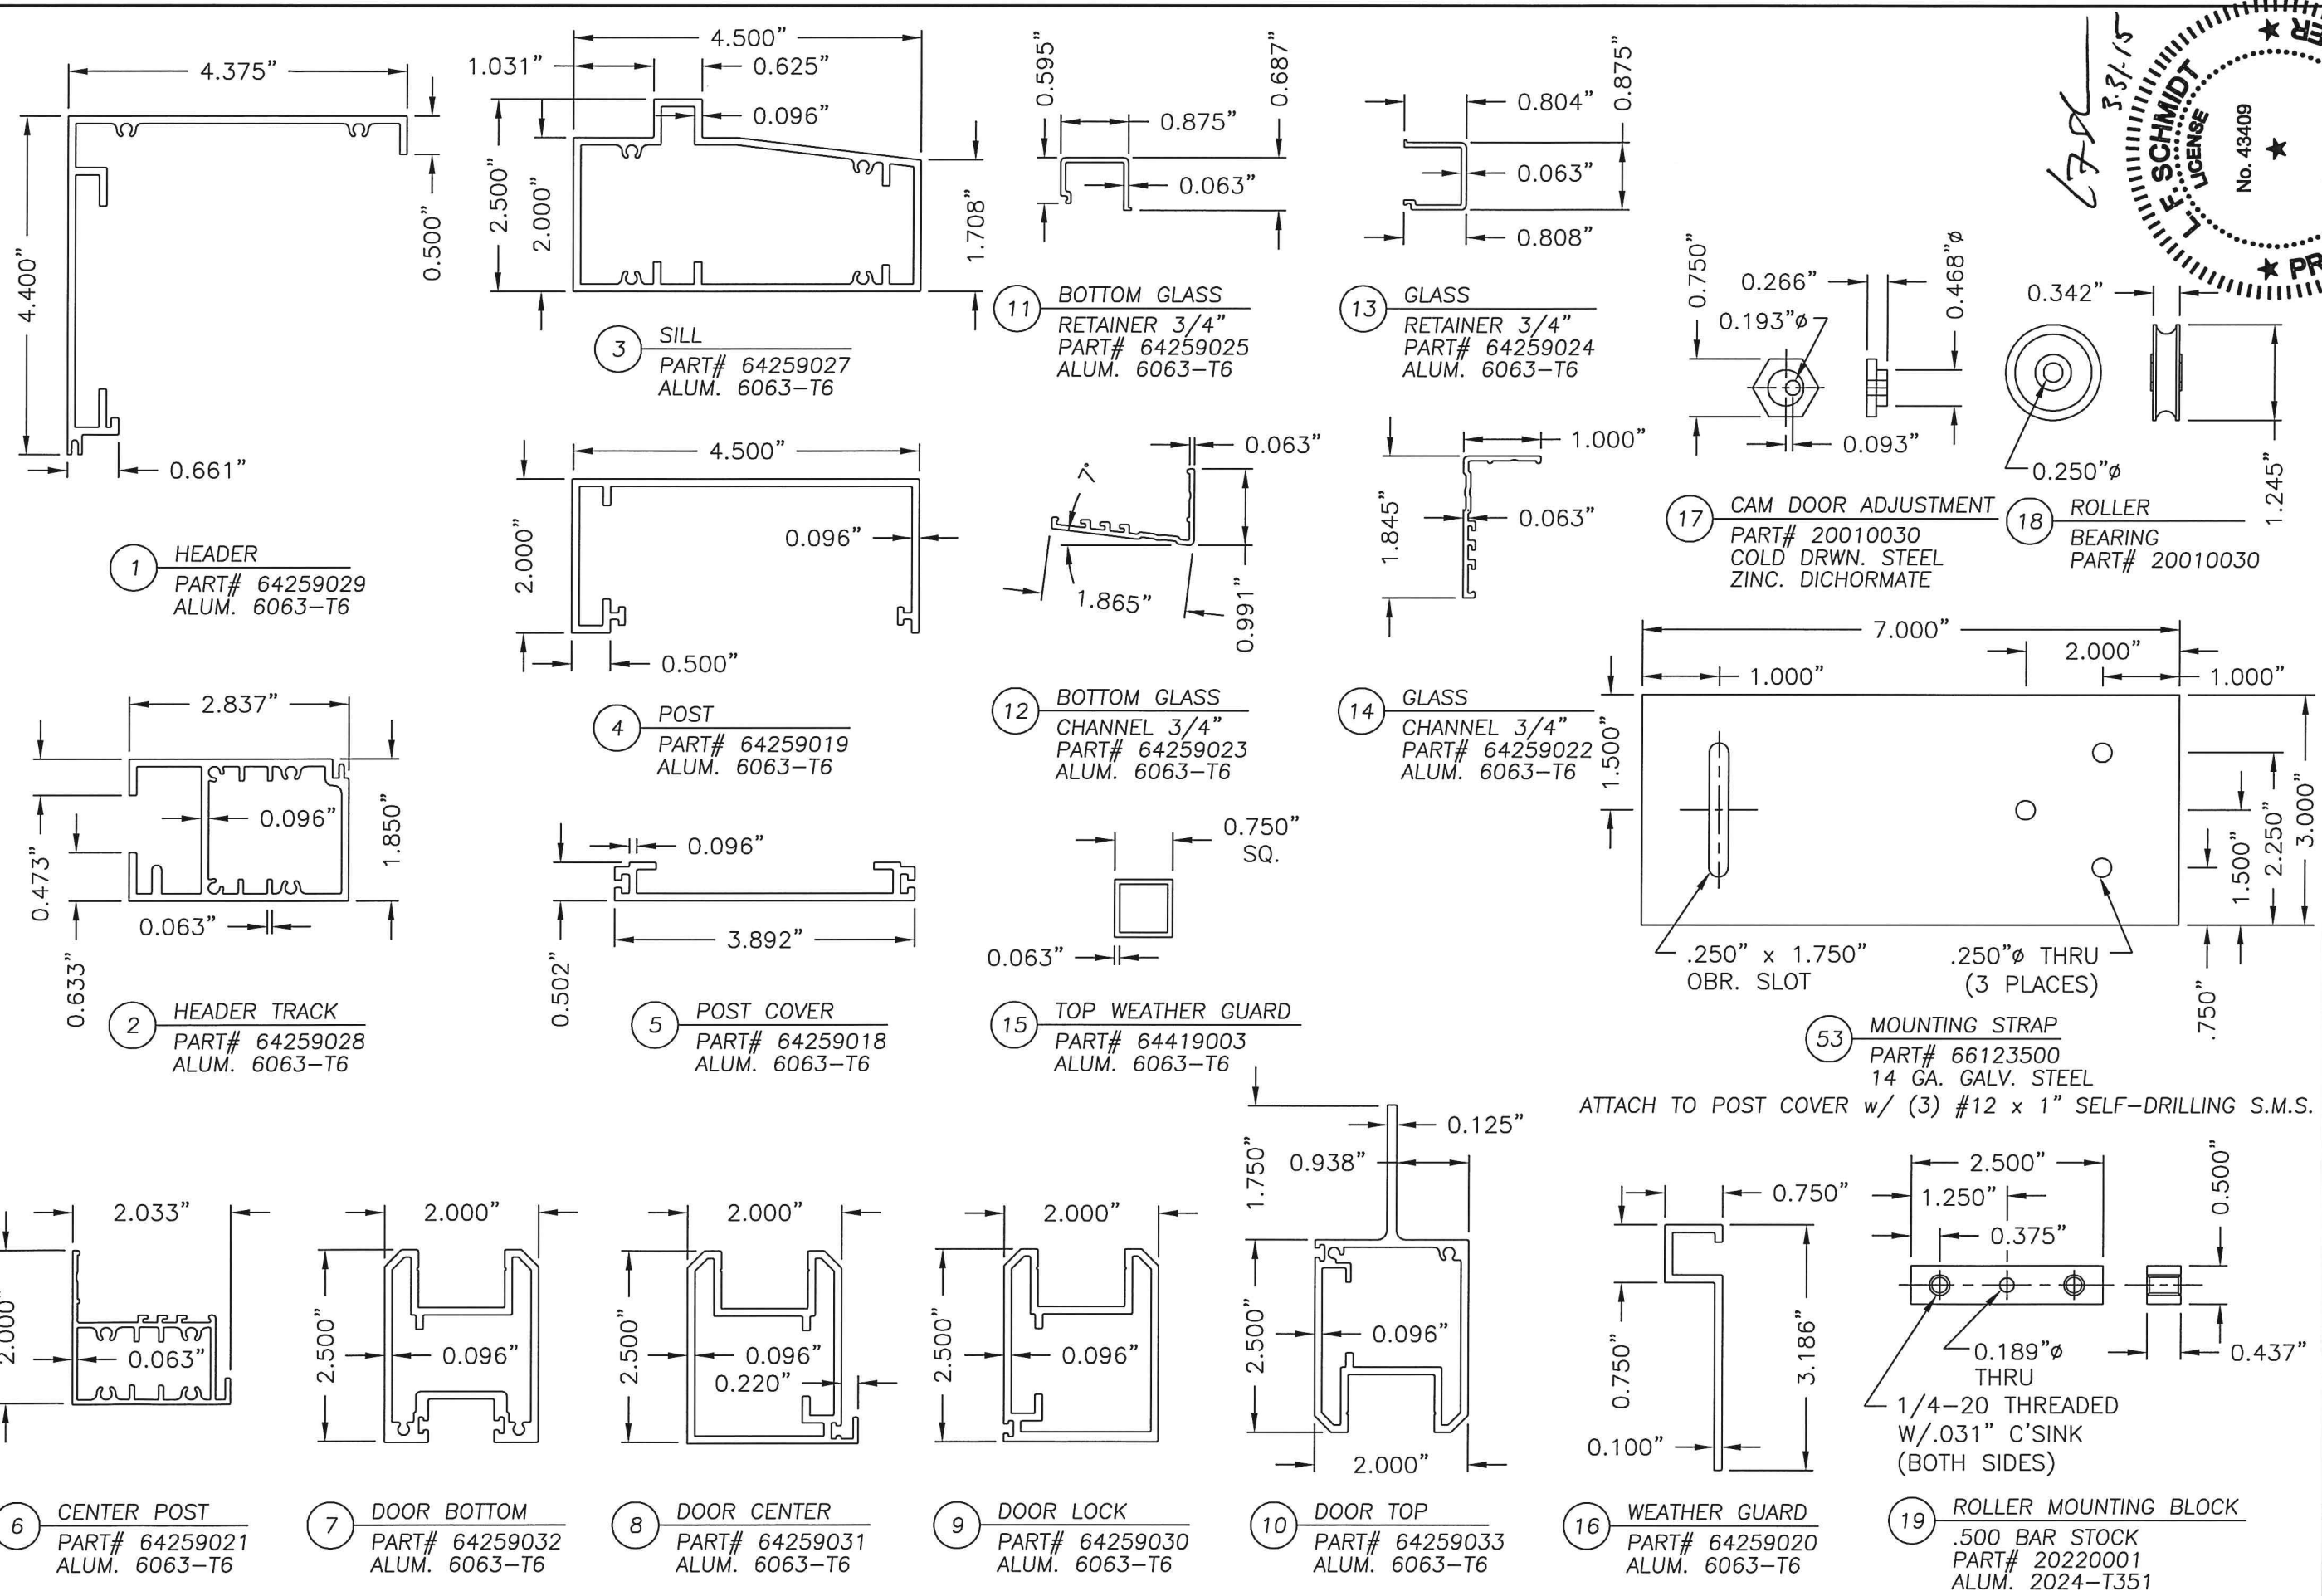 4.375”
4.400”
0.500”
0.661”
1
HEADER
PART# 64259029
ALUM. 6063-T6
4.500”
1.031”
0.625”
0.096”
2.500”
2.000”
1.708”
3
SILL
PART# 64259027
ALUM. 6063-T6
0.595”
0.687”
0.875”
0.063”
11
BOTTOM GLASS
RETAINER 3/4”
PART# 64259025
ALUM. 6063-T6
0.804”
0.875”
0.063”
0.808”
13
GLASS
RETAINER 3/4”
PART# 64259024
ALUM. 6063-T6
3-31-15
L. F. SCHMIDT
LICENSE
No. 43409
0.750”
0.266”
0.193”ø
0.468”ø
0.093”
17
CAM DOOR ADJUSTMENT
PART# 20010030
COLD DRWN. STEEL
ZINC. DICHORMATE
0.342”
0.250”ø
1.245”
18
ROLLER
BEARING
PART# 20010030
4.500”
2.000”
0.096”
0.500”
4
POST
PART# 64259019
ALUM. 6063-T6
0.063”
7°
1.865”
0.991”
12
BOTTOM GLASS
CHANNEL 3/4”
PART# 64259023
ALUM. 6063-T6
1.000”
1.845”
0.063”
14
GLASS
CHANNEL 3/4”
PART# 64259022
ALUM. 6063-T6
7.000”
2.000”
1.000”
1.000”
1.500”
1.500”
2.250”
3.000”
.750”
.250” x 1.750”
OBR. SLOT
.250”ø THRU
(3 PLACES)
53
MOUNTING STRAP
PART# 66123500
14 GA. GALV. STEEL
ATTACH TO POST COVER w/ (3) #12 x 1” SELF-DRILLING S.M.S.
2.837”
0.473”
0.096”
1.850”
0.063”
0.633”
2
HEADER TRACK
PART# 64259028
ALUM. 6063-T6
0.096”
3.892”
0.502”
5
POST COVER
PART# 64259018
ALUM. 6063-T6
0.750”
SQ.
0.063”
15
TOP WEATHER GUARD
PART# 64419003
ALUM. 6063-T6
2.033”
2.000”
0.063”
6
CENTER POST
PART# 64259021
ALUM. 6063-T6
2.000”
2.500”
0.096”
7
DOOR BOTTOM
PART# 64259032
ALUM. 6063-T6
2.000”
2.500”
0.096”
0.220”
8
DOOR CENTER
PART# 64259031
ALUM. 6063-T6
2.000”
2.500”
0.096”
9
DOOR LOCK
PART# 64259030
ALUM. 6063-T6
0.125”
1.750”
0.938”
2.500”
0.096”
2.000”
10
DOOR TOP
PART# 64259033
ALUM. 6063-T6
0.750”
0.750”
3.186”
0.100”
16
WEATHER GUARD
PART# 64259020
ALUM. 6063-T6
2.500”
1.250”
0.375”
0.500”
0.437”
0.189”ø
THRU
1/4-20 THREADED
W/.031” C'SINK
(BOTH SIDES)
19
ROLLER MOUNTING BLOCK
.500 BAR STOCK
PART# 20220001
ALUM. 2024-T351